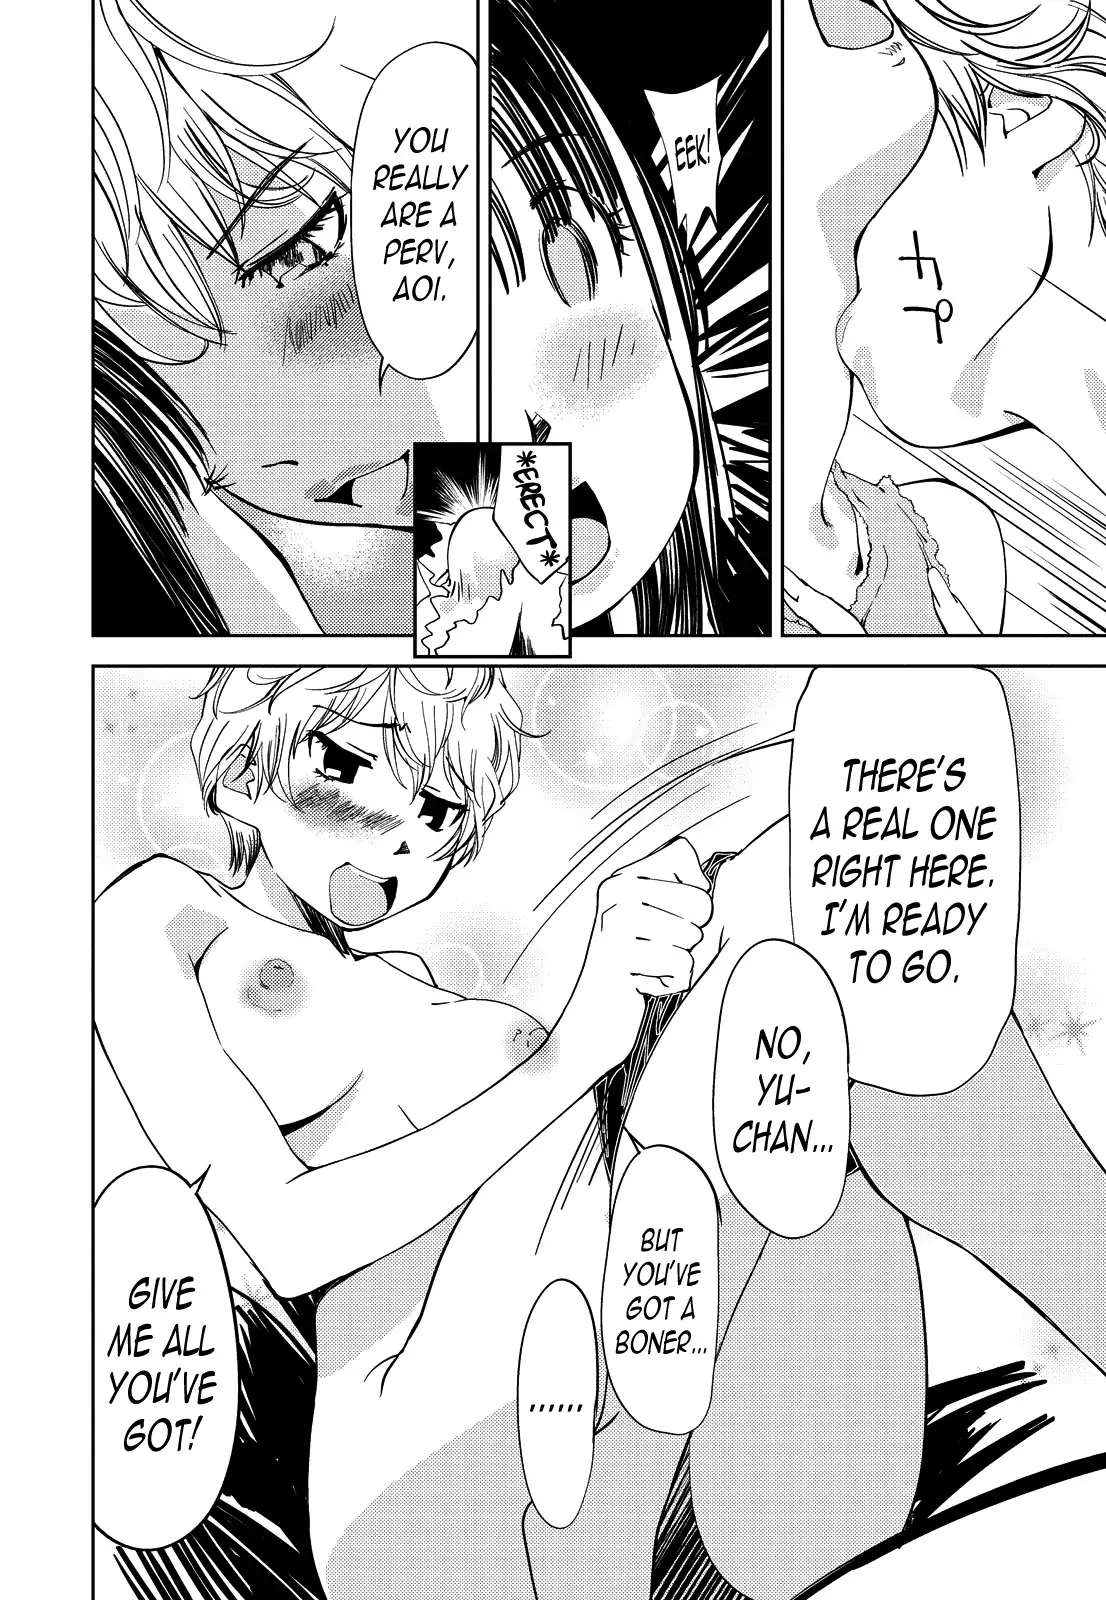 EEK!
*ERECT*
YOU
REALLY
ARE A
PERV,
AOI.
THERE'S
A REAL ONE
RIGHT HERE.
I'M READY
TO GO.
NO,
YU-
CHAN...
BUT
YOU'VE
GOT A
BONER...
......
GIVE
ME ALL
YOU'VE
GOT!